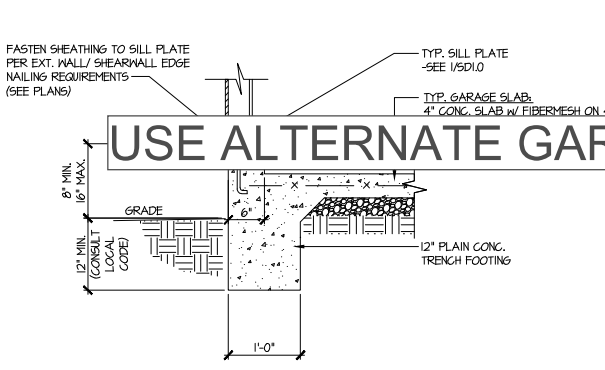 FASTEN SHEATHING TO SILL PLATE
PER EXT. WALL/ SHEARWALL EDGE
NAILING REQUIREMENTS
(SEE PLANS)
TYP. SILL PLATE
-SEE 1/SD1.0
TYP. GARAGE SLAB:
4" CONC. SLAB W/ FIBERMESH ON
USE ALTERNATE GAR
8" MIN.
16" MAX.
GRADE
6"
12" MIN.
(CONSULT
LOCAL
CODE)
12" PLAIN CONC.
TRENCH FOOTING
1'-0"